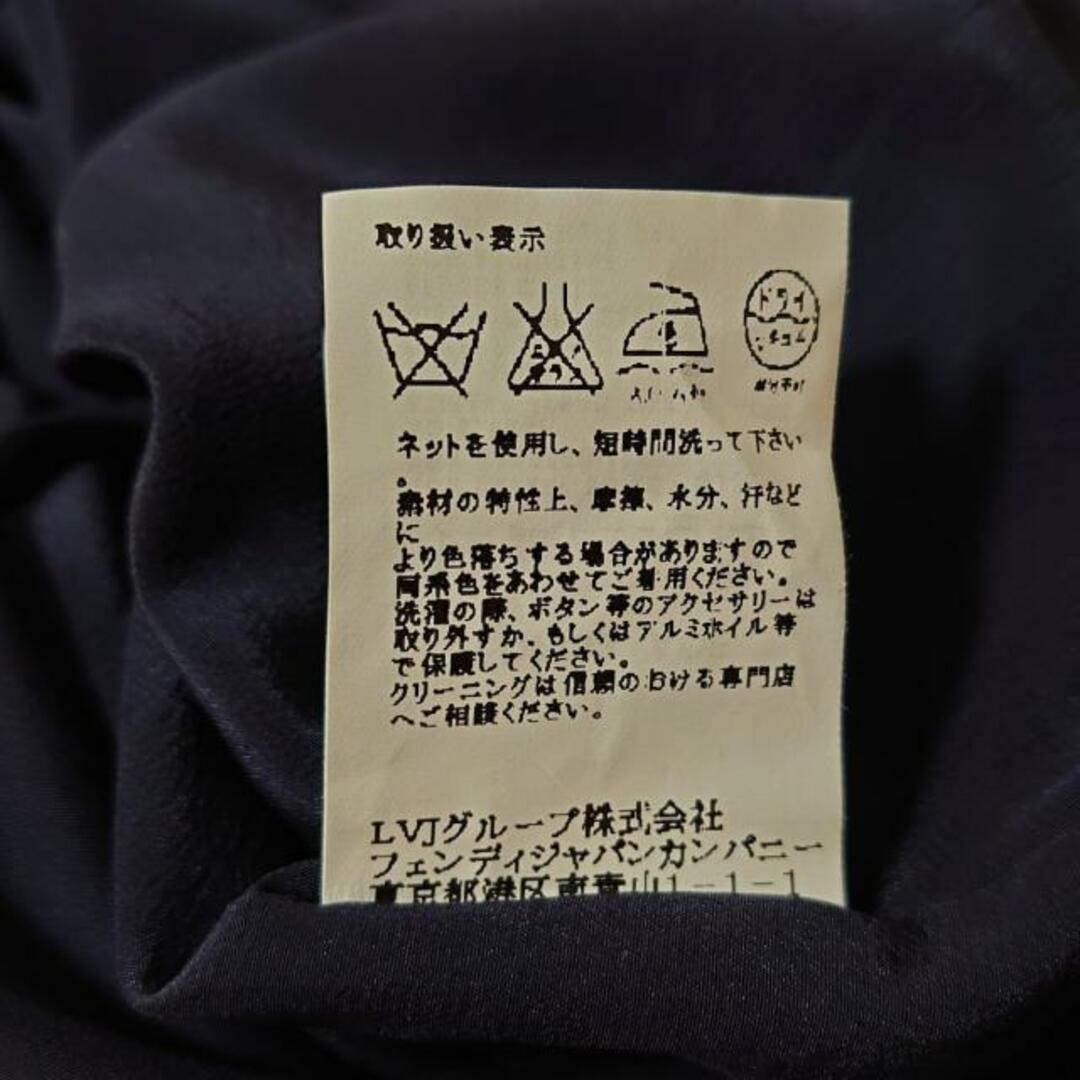 取り扱い表示
ドライ
ネットを使用し、短時間洗って下さい
。
素材の特性上、摩擦、水分、汗など
に
より色落ちする場合がありますので
同系色をあわせてご着用ください。
洗濯の際、ボタン等のアクセサリーは
取り外すか、もしくはアルミホイル等
で保護してください。
クリーニングは信頼のおける専門店
へご相談ください。
LVJグループ株式会社
フェンディジャパンカンパニー
東京都港区南青山1-1-1